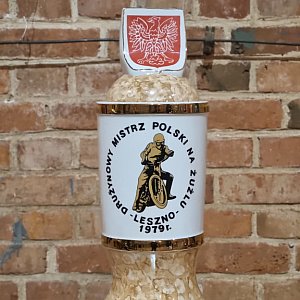 DRUŻYNOWY MISTRZ POLSKI NA ŻUŻLU
-LESZNO-
1979r.